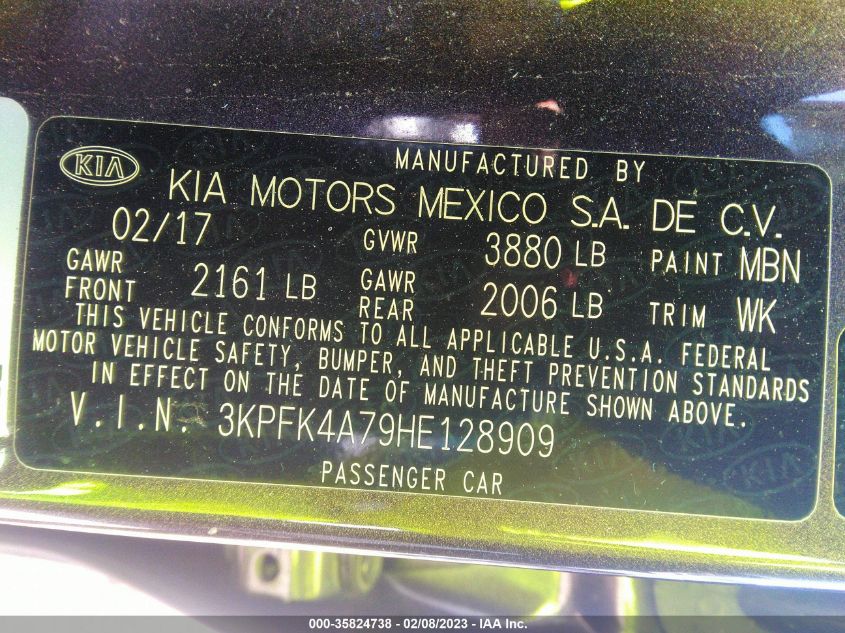 MANUFACTURED BY
KIA
KIA MOTORS MEXICO S.A. DE C.V.
02/17 GVWR 3880 LB PAINT MBN
GAWR FRONT 2161 LB GAWR REAR 2006 LB TRIM WK
THIS VEHICLE CONFORMS TO ALL APPLICABLE U.S.A. FEDERAL
MOTOR VEHICLE SAFETY, BUMPER, AND THEFT PREVENTION STANDARDS
IN EFFECT ON THE DATE OF MANUFACTURE SHOWN ABOVE.
V.I.N. 3KPFK4A79HE128909
PASSENGER CAR
000-35824738 - 02/08/2023 - IAA Inc.